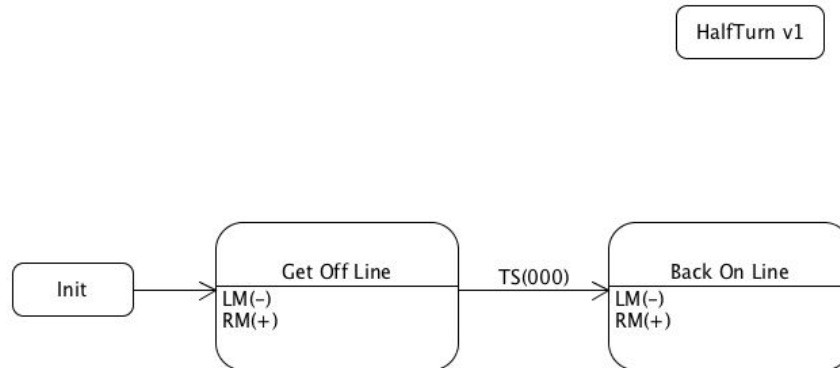 HalfTurn v1
Init
Get Off Line
LM(-)
RM(+)
TS(000)
Back On Line
LM(-)
RM(+)